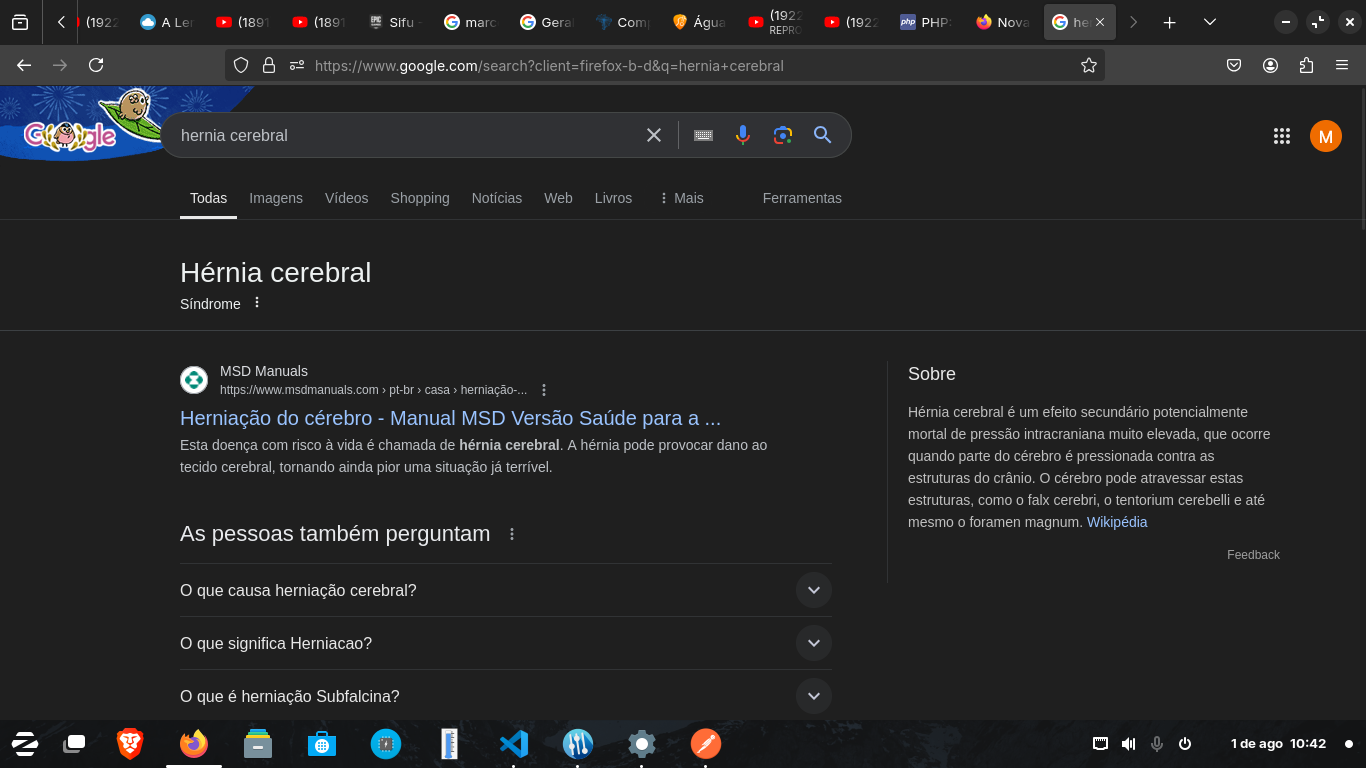 (1922
A Ler
(1891
(1891
Sifu -
marc
Geral
Comp
Água
(1922
REPRO
(1922
PHP:
Nova
her
https://www.google.com/search?client=firefox-b-d&q=hernia+cerebral
Google
hernia cerebral
M
Todas
Imagens
Vídeos
Shopping
Notícias
Web
Livros
Mais
Ferramentas
Hérnia cerebral
Síndrome
MSD Manuals
https://www.msdmanuals.com › pt-br › casa › herniação-...
Herniação do cérebro - Manual MSD Versão Saúde para a ...
Esta doença com risco à vida é chamada de hérnia cerebral. A hérnia pode provocar dano ao
tecido cerebral, tornando ainda pior uma situação já terrível.
As pessoas também perguntam
O que causa herniação cerebral?
O que significa Herniacao?
O que é herniação Subfalcina?
Sobre
Hérnia cerebral é um efeito secundário potencialmente
mortal de pressão intracraniana muito elevada, que ocorre
quando parte do cérebro é pressionada contra as
estruturas do crânio. O cérebro pode atravessar estas
estruturas, como o falx cerebri, o tentorium cerebelli e até
mesmo o foramen magnum. Wikipédia
Feedback
1 de ago 10:42